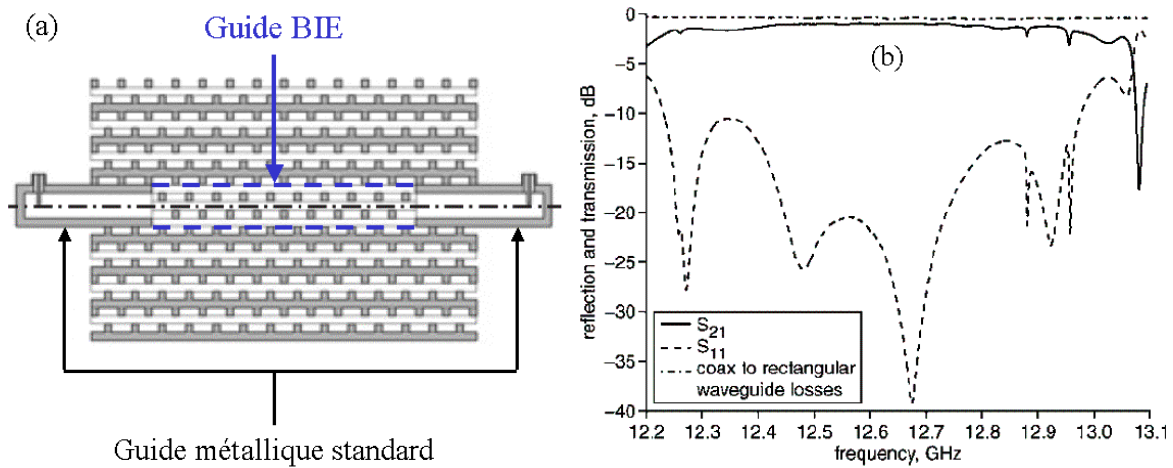 (a)
Guide BIE
Guide métallique standard
(b)
reflection and transmission, dB
0
−5
−10
−15
−20
−25
−30
−35
−40
S21
S11
coax to rectangular
waveguide losses
12.2 12.3 12.4 12.5 12.6 12.7 12.8 12.9 13.0 13.1
frequency, GHz